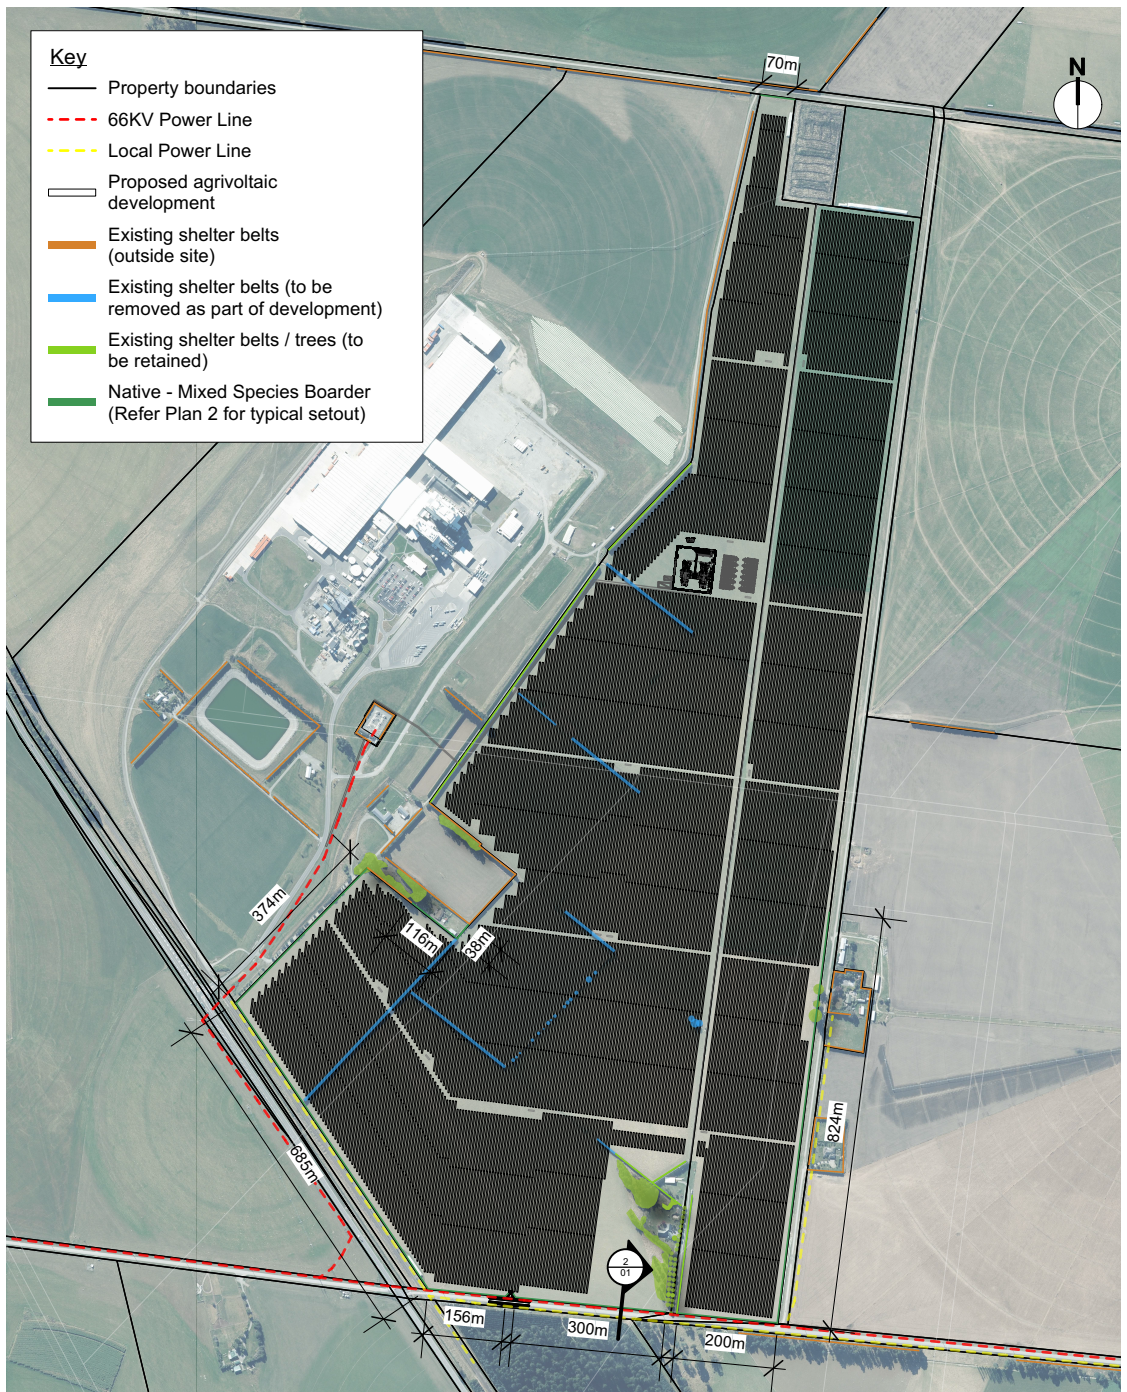 Key
Property boundaries
66KV Power Line
Local Power Line
Proposed agrivoltaic
development
Existing shelter belts
(outside site)
Existing shelter belts (to be
removed as part of development)
Existing shelter belts / trees (to
be retained)
Native - Mixed Species Boarder
(Refer Plan 2 for typical setout)
70m
N
374m
116m
38m
824m
685m
2
01
156m
300m
200m